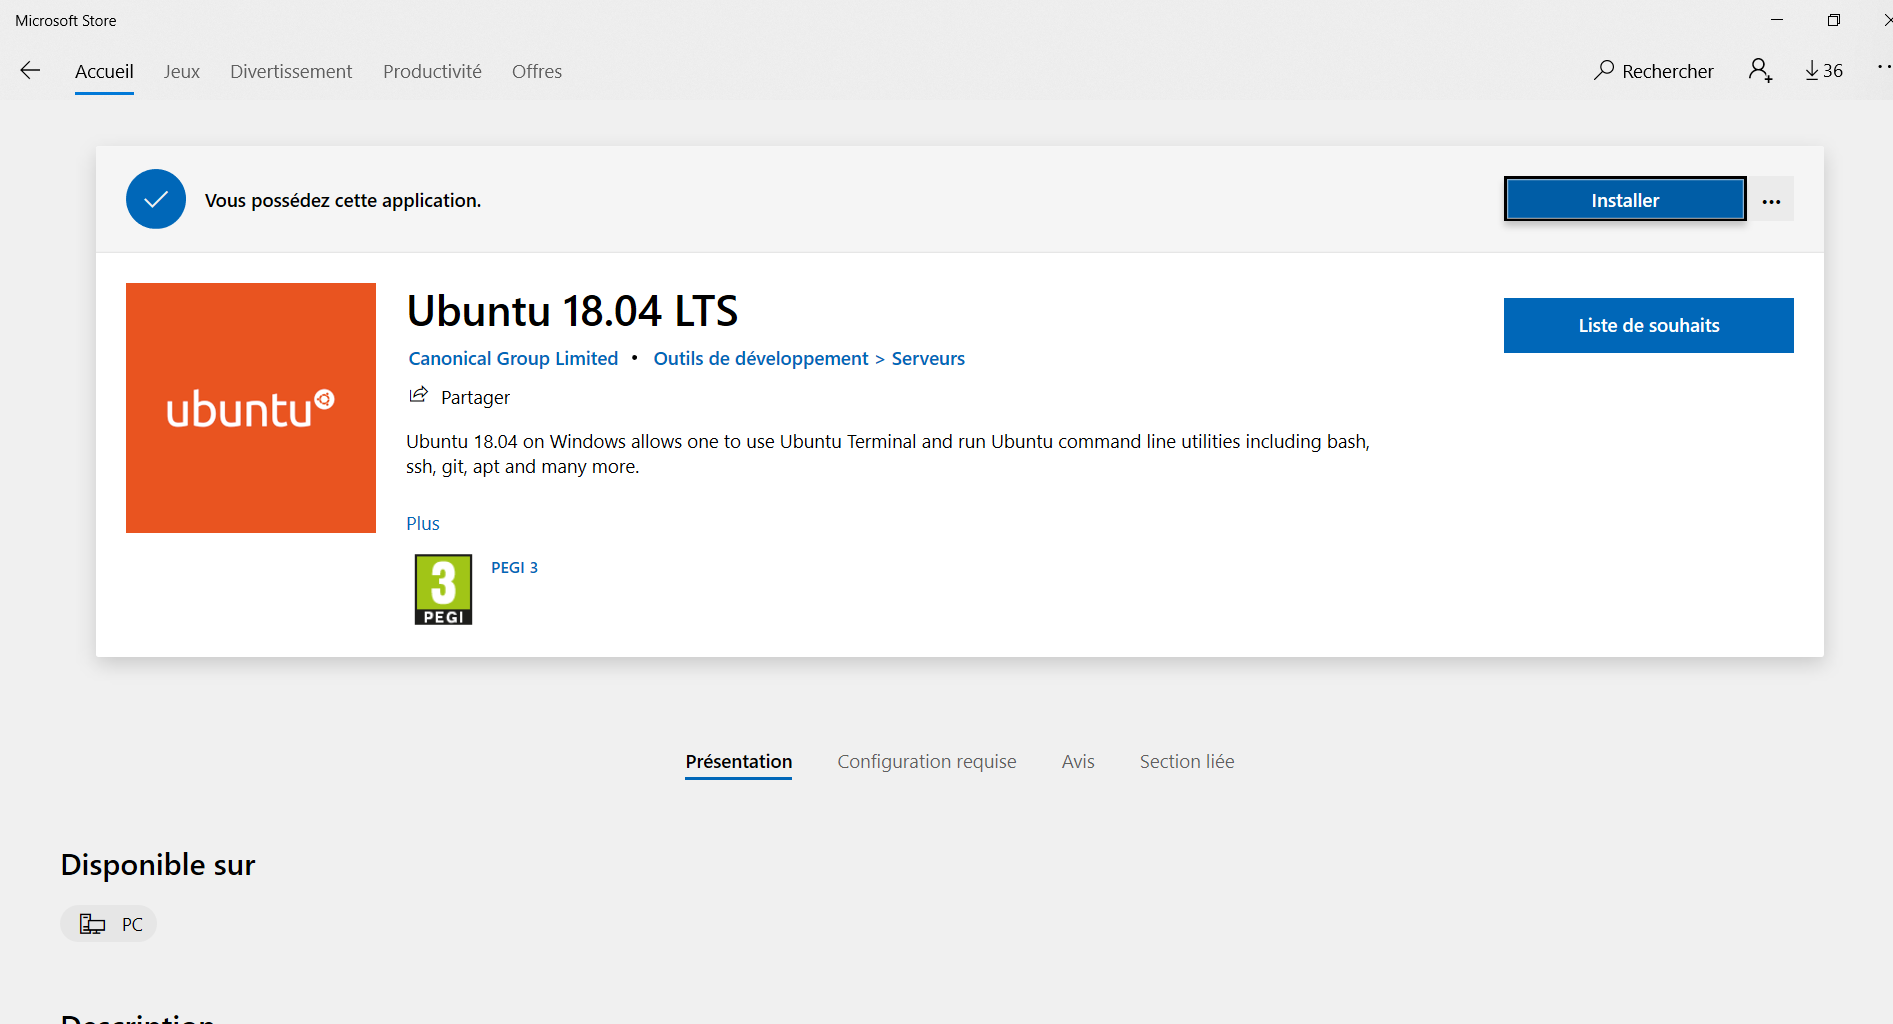 Microsoft Store
Accueil Jeux Divertissement Productivité Offres Rechercher 36
Vous possédez cette application. Installer
ubuntu
Ubuntu 18.04 LTS
Canonical Group Limited • Outils de développement > Serveurs
Liste de souhaits
Partager
Ubuntu 18.04 on Windows allows one to use Ubuntu Terminal and run Ubuntu command line utilities including bash,
ssh, git, apt and many more.
Plus
3
PEGI
PEGI 3
Présentation Configuration requise Avis Section liée
Disponible sur
PC
Description